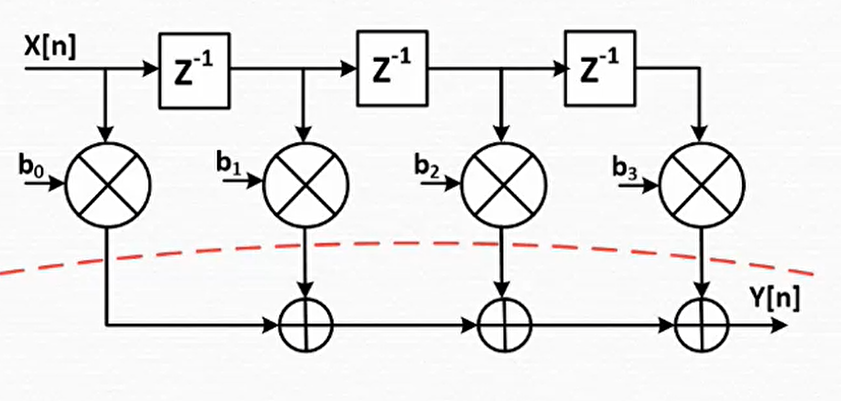 X[n]
Z⁻¹
Z⁻¹
Z⁻¹
b₀
b₁
b₂
b₃
Y[n]